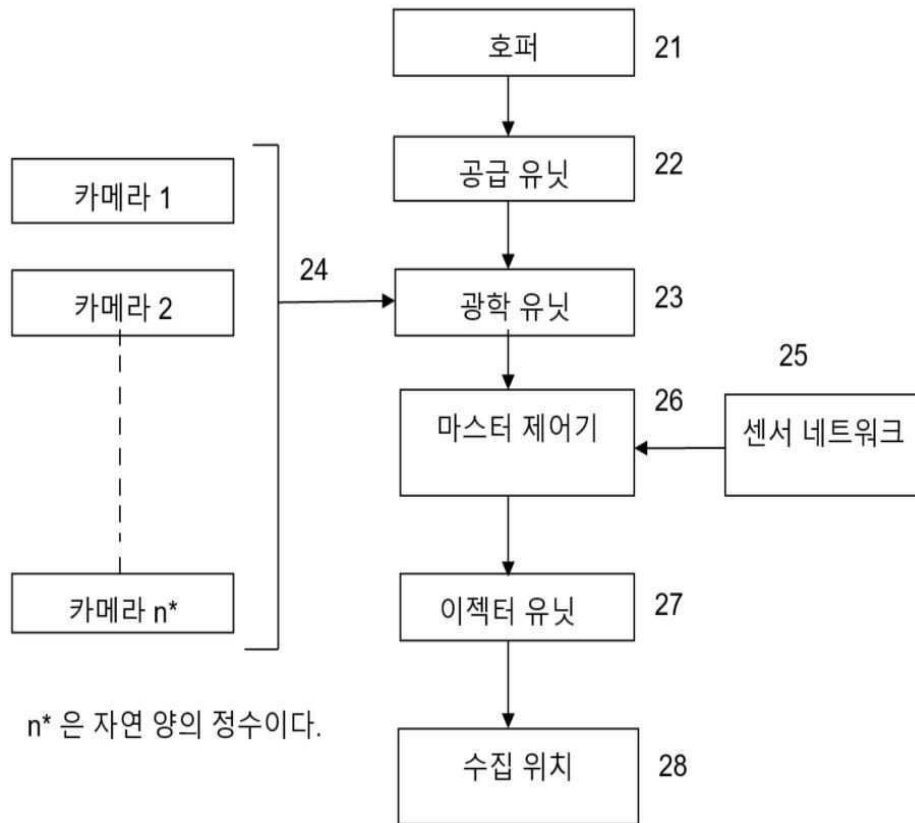 호퍼 21
공급 유닛 22
카메라 1
카메라 2
24
광학 유닛 23
25
마스터 제어기 26
센서 네트워크
카메라 n*
이젝터 유닛 27
n* 은 자연 양의 정수이다.
수집 위치 28